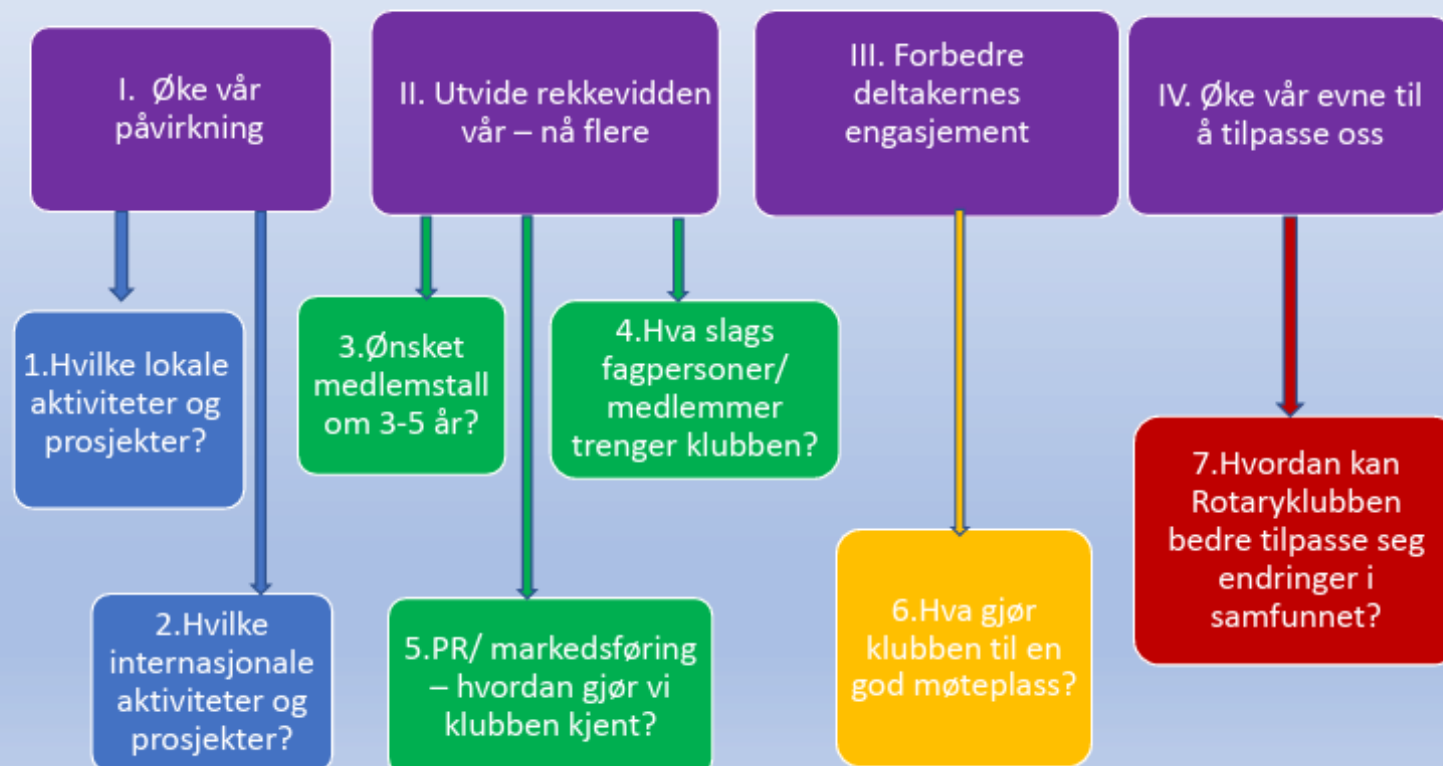 I.  Øke vår
påvirkning
II. Utvide rekkevidden
vår – nå flere
III. Forbedre
deltakernes
engasjement
IV. Øke vår evne til
å tilpasse oss
1.Hvilke lokale
aktiviteter og
prosjekter?
2.Hvilke
internasjonale
aktiviteter og
prosjekter?
3.Ønsket
medlemstall
om 3-5 år?
4.Hva slags
fagpersoner/
medlemmer
trenger klubben?
5.PR/ markedsføring
– hvordan gjør vi
klubben kjent?
6.Hva gjør
klubben til en
god møteplass?
7.Hvordan kan
Rotaryklubben
bedre tilpasse seg
endringer i
samfunnet?